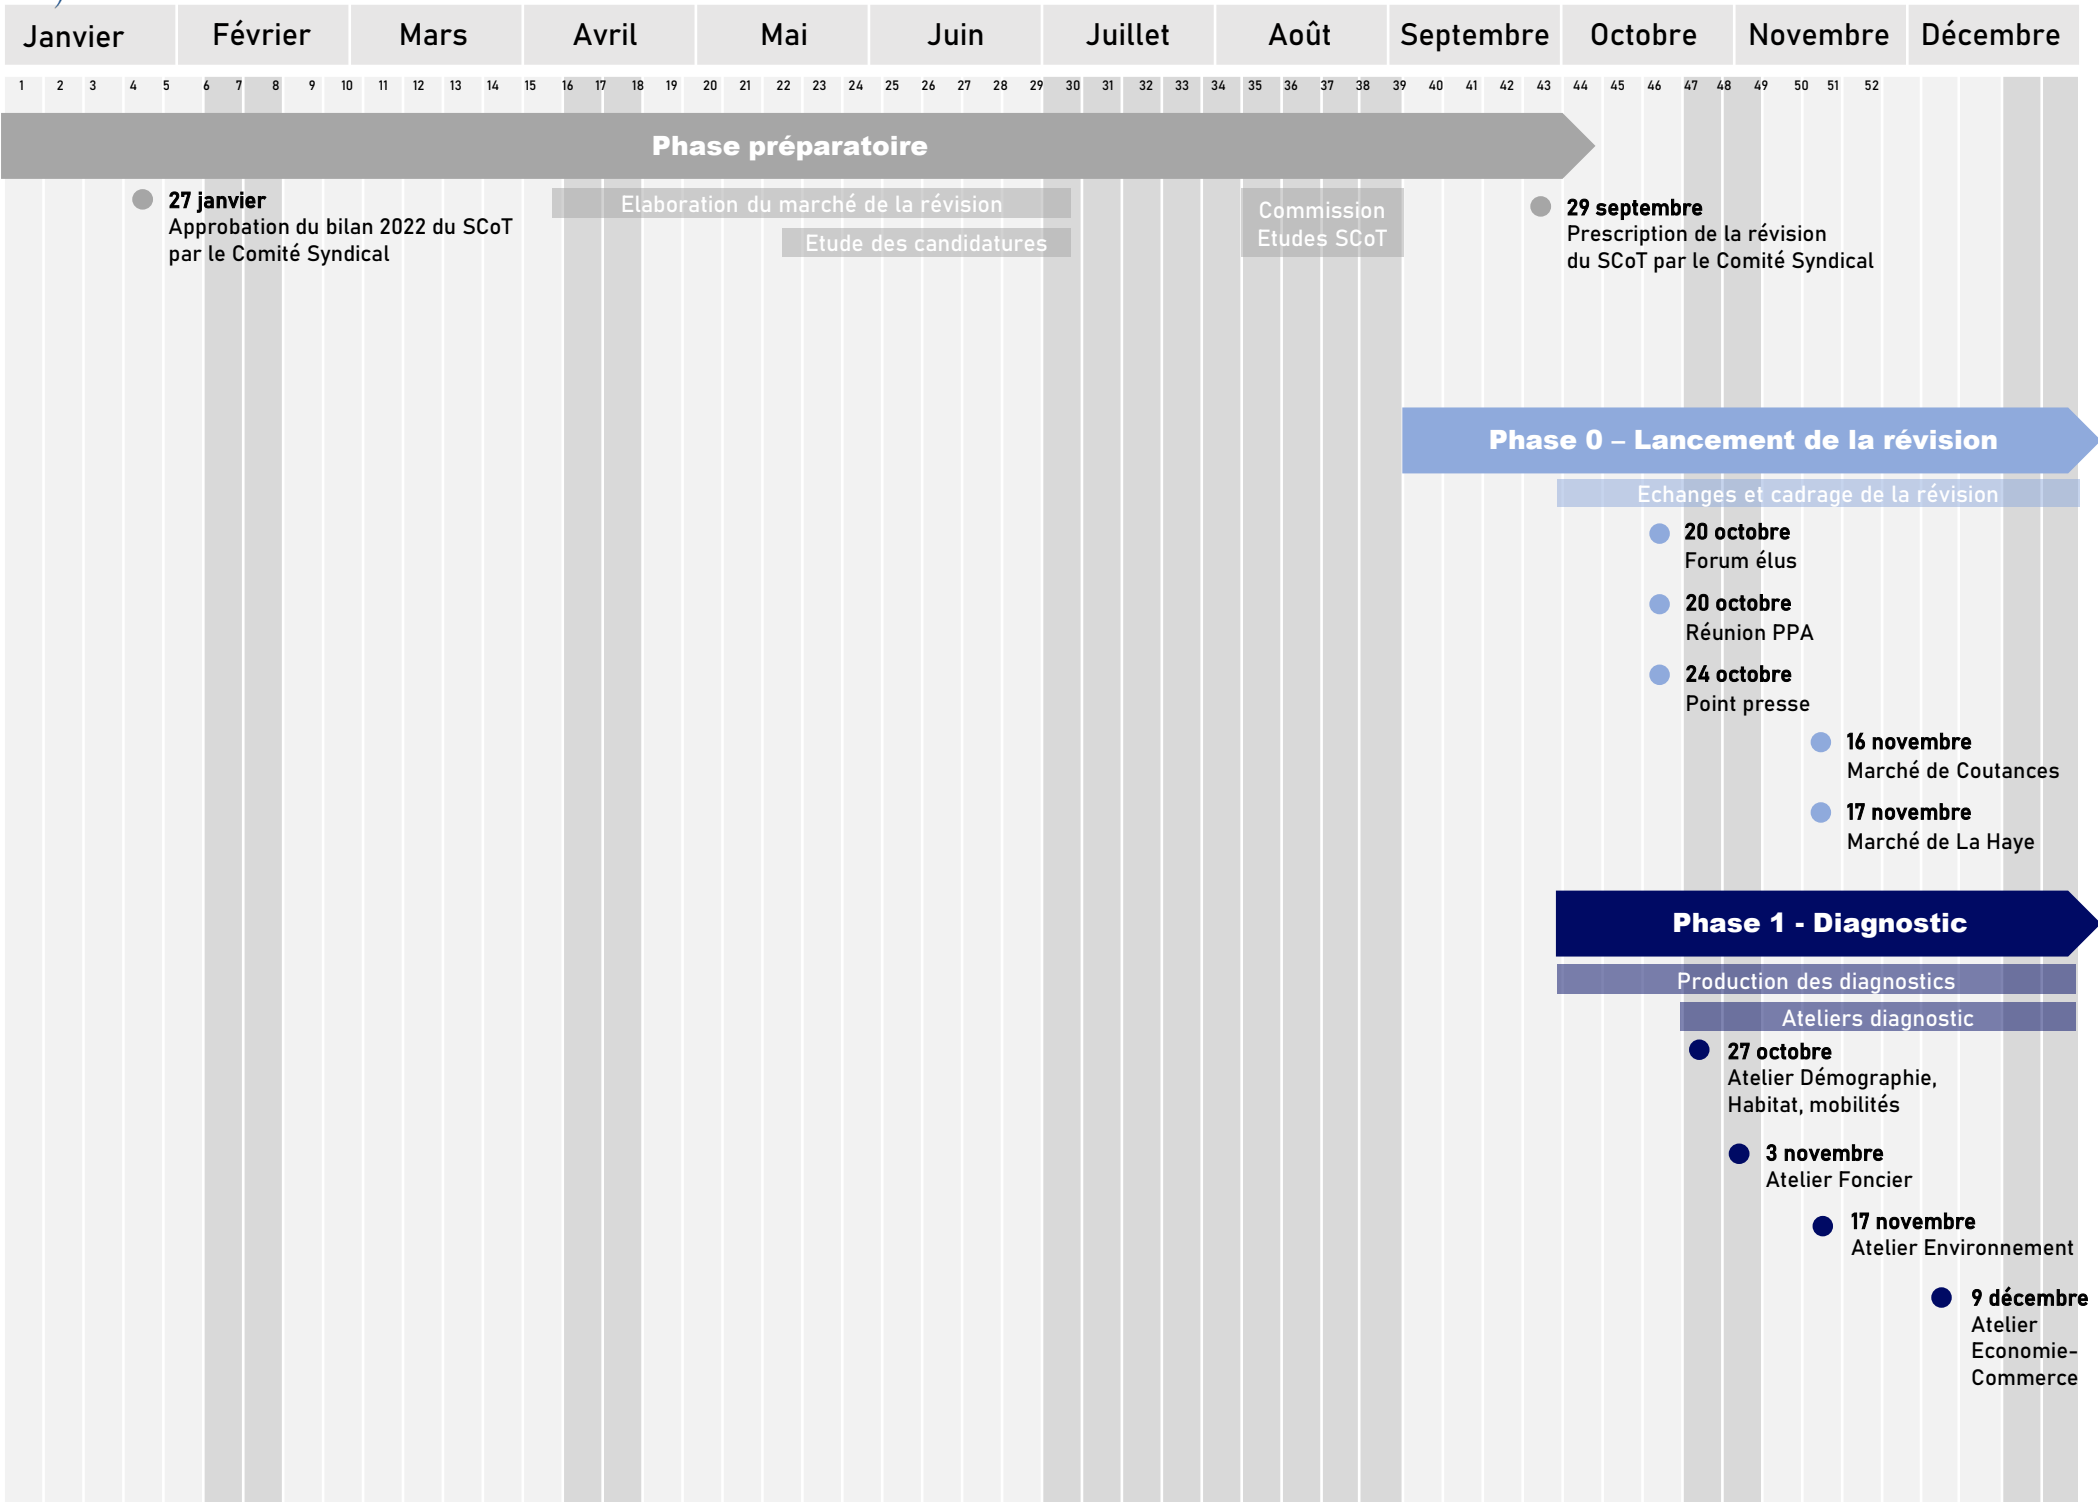 Janvier Février Mars Avril Mai Juin Juillet Août Septembre Octobre Novembre Décembre
1 2 3 4 5 6 7 8 9 10 11 12 13 14 15 16 17 18 19 20 21 22 23 24 25 26 27 28 29 30 31 32 33 34 35 36 37 38 39 40 41 42 43 44 45 46 47 48 49 50 51 52
Phase préparatoire
27 janvier
Approbation du bilan 2022 du SCoT
par le Comité Syndical
Elaboration du marché de la révision
Etude des candidatures
Commission
Etudes SCoT
29 septembre
Prescription de la révision
du SCoT par le Comité Syndical
Phase 0 – Lancement de la révision
Echanges et cadrage de la révision
20 octobre
Forum élus
20 octobre
Réunion PPA
24 octobre
Point presse
16 novembre
Marché de Coutances
17 novembre
Marché de La Haye
Phase 1 - Diagnostic
Production des diagnostics
Ateliers diagnostic
27 octobre
Atelier Démographie,
Habitat, mobilités
3 novembre
Atelier Foncier
17 novembre
Atelier Environnement
9 décembre
Atelier
Economie-
Commerce